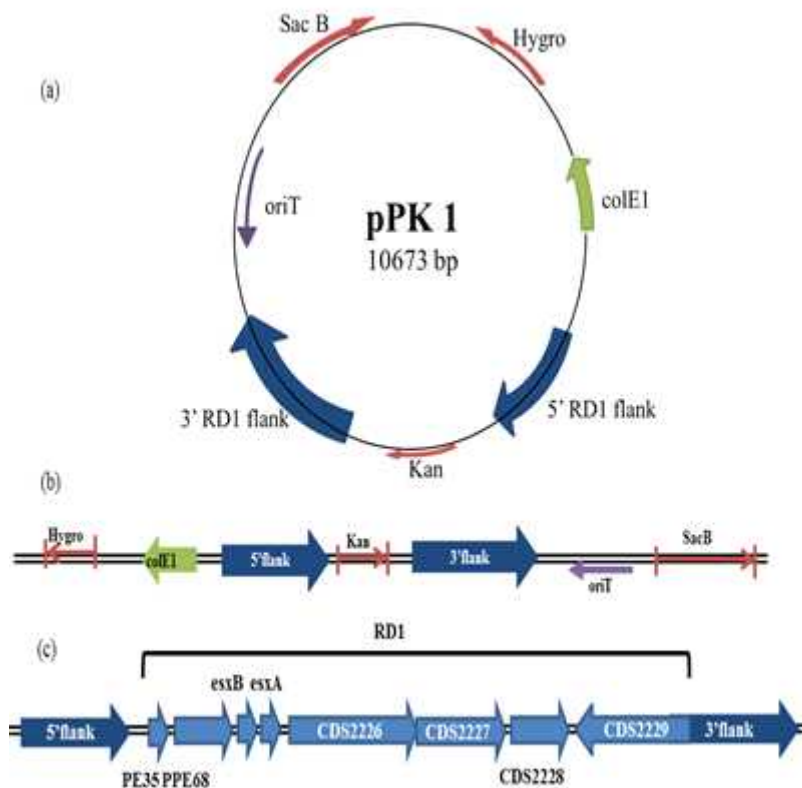 Sac B
Hygro
(a)
colE1
oriT
pPK 1
10673 bp
3' RD1 flank
5' RD1 flank
Kan
(b)
Hygro
colE1
5'flank
Kan
3'flank
oriT
SacB
RD1
(c)
esxB esxA
5'flank
CDS2226
CDS2227
CDS2229
3'flank
PE35 PPE68
CDS2228